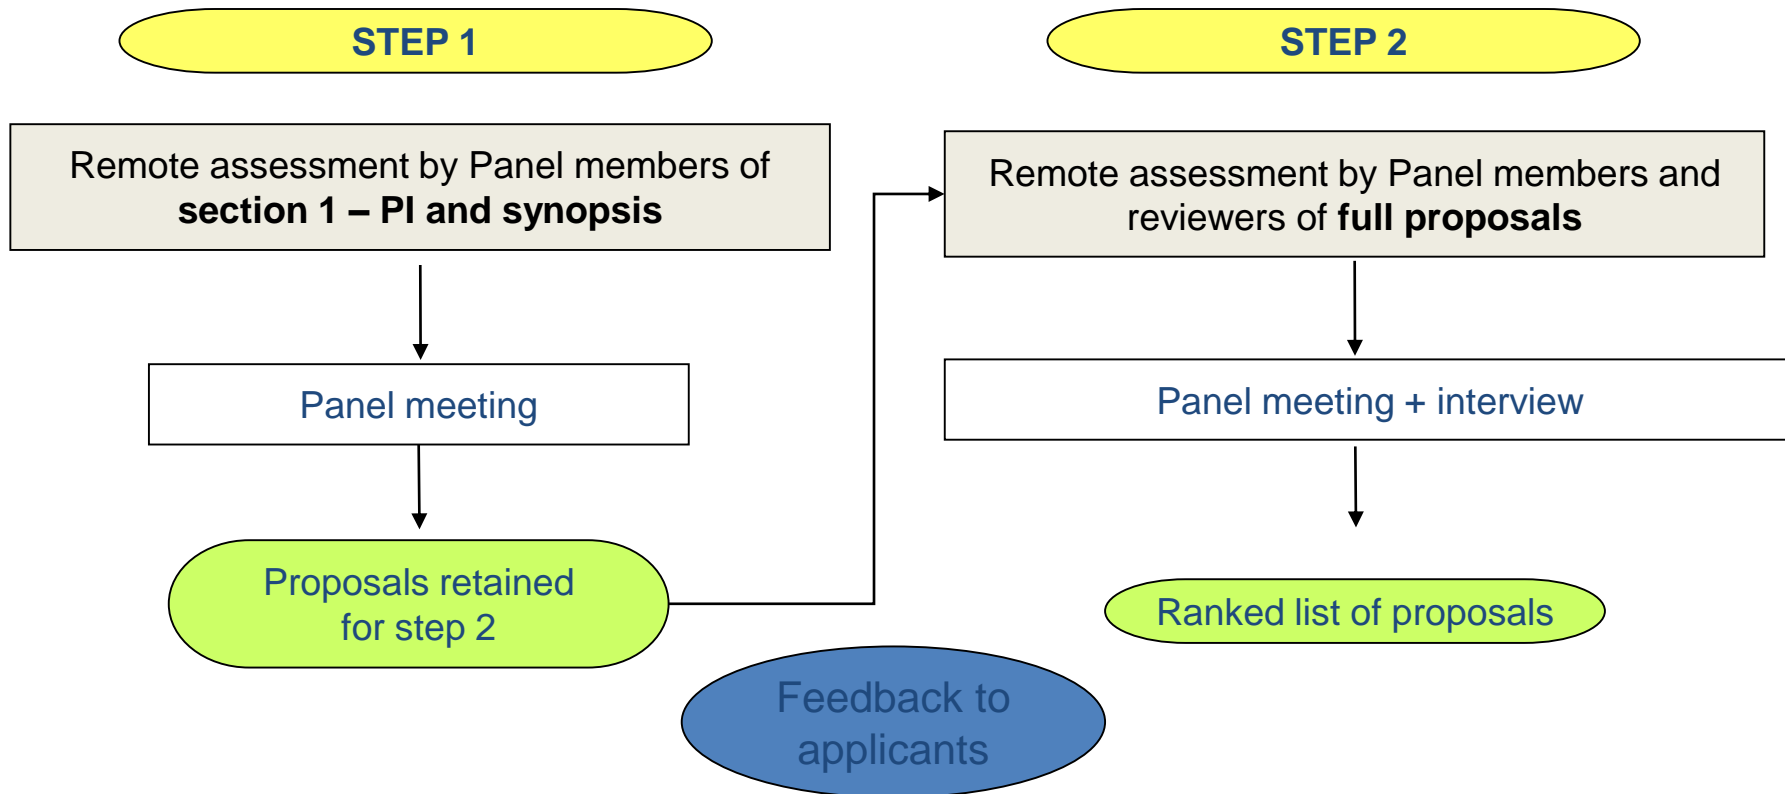 STEP 1
Remote assessment by Panel members of
section 1 – PI and synopsis
Panel meeting
Proposals retained
for step 2
STEP 2
Remote assessment by Panel members and
reviewers of full proposals
Panel meeting + interview
Ranked list of proposals
Feedback to
applicants